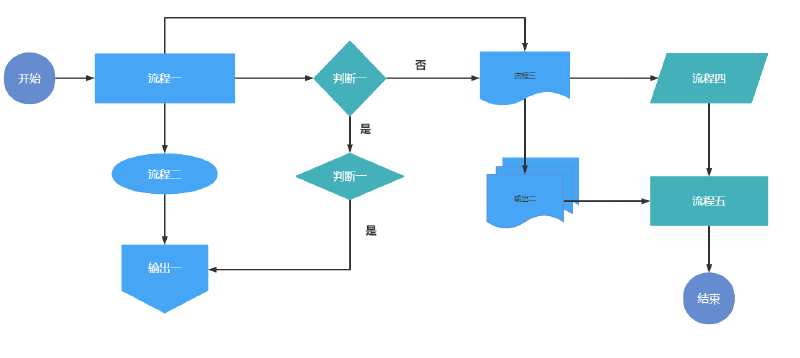 开始
流程一
判断一
否
流程三
流程四
是
流程二
判断一
输出二
流程五
是
输出一
结束